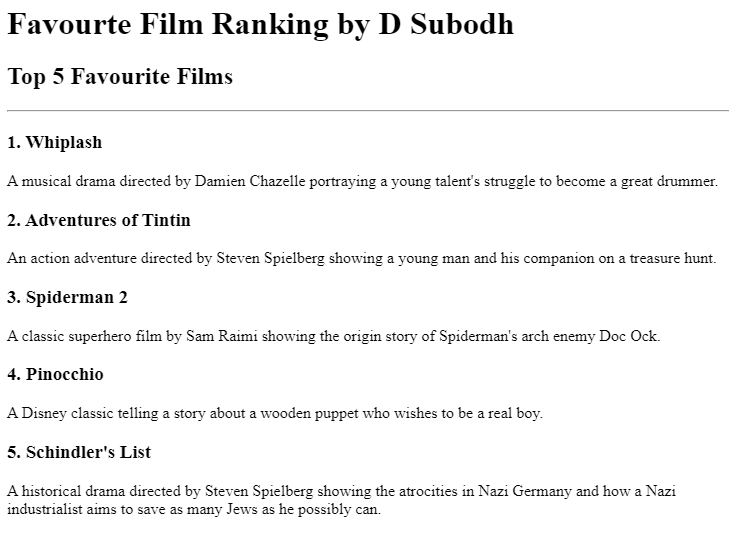 Favourte Film Ranking by D Subodh
Top 5 Favourite Films
1. Whiplash
A musical drama directed by Damien Chazelle portraying a young talent's struggle to become a great drummer.
2. Adventures of Tintin
An action adventure directed by Steven Spielberg showing a young man and his companion on a treasure hunt.
3. Spiderman 2
A classic superhero film by Sam Raimi showing the origin story of Spiderman's arch enemy Doc Ock.
4. Pinocchio
A Disney classic telling a story about a wooden puppet who wishes to be a real boy.
5. Schindler's List
A historical drama directed by Steven Spielberg showing the atrocities in Nazi Germany and how a Nazi
industrialist aims to save as many Jews as he possibly can.